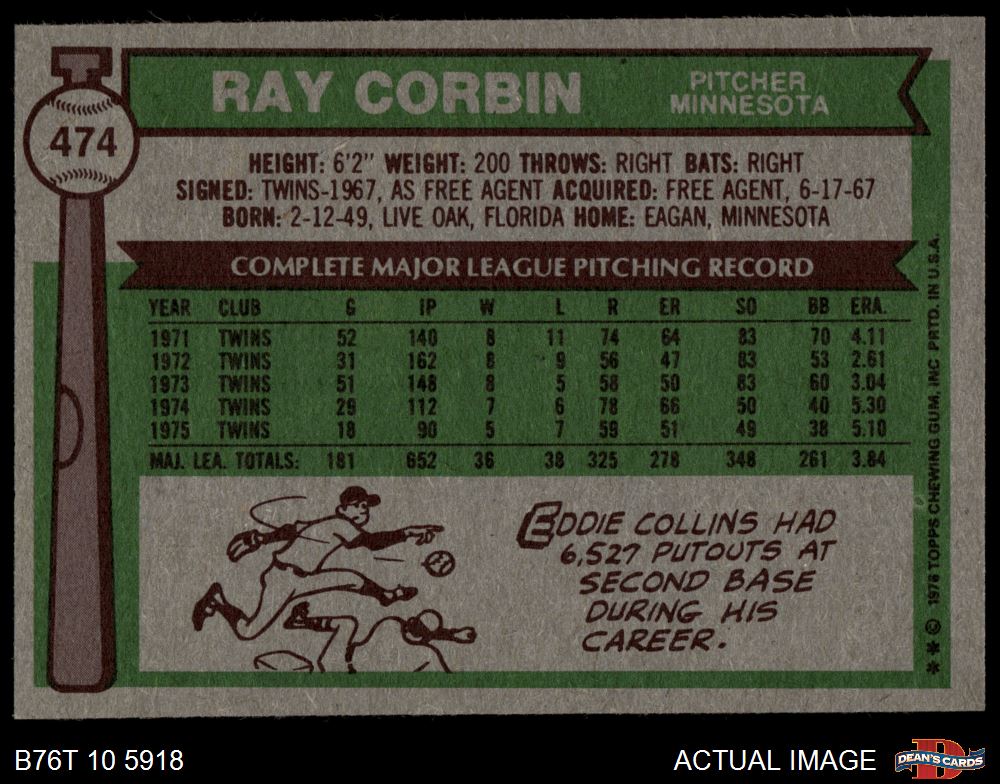 RAY CORBIN
PITCHER
MINNESOTA
474
HEIGHT: 6'2" WEIGHT: 200 THROWS: RIGHT BATS: RIGHT
SIGNED: TWINS-1967, AS FREE AGENT ACQUIRED: FREE AGENT, 6-17-67
BORN: 2-12-49, LIVE OAK, FLORIDA HOME: EAGAN, MINNESOTA
COMPLETE MAJOR LEAGUE PITCHING RECORD
YEAR CLUB G IP W L R ER SO BB ERA.
1971 TWINS 52 140 8 11 74 64 83 70 4.11
1972 TWINS 31 162 8 9 56 47 83 53 2.61
1973 TWINS 51 148 8 5 58 50 83 60 3.04
1974 TWINS 29 112 7 6 78 66 50 40 5.30
1975 TWINS 18 90 5 7 59 51 49 38 5.10
MAJ. LEA. TOTALS: 181 652 36 38 325 278 348 261 3.84
EDDIE COLLINS HAD
6,527 PUTOUTS AT
SECOND BASE
DURING HIS
CAREER.
** © 1976 TOPPS CHEWING GUM, INC PRTD. IN U.S.A.
B76T 10 5918
ACTUAL IMAGE
D
DEAN'S CARDS